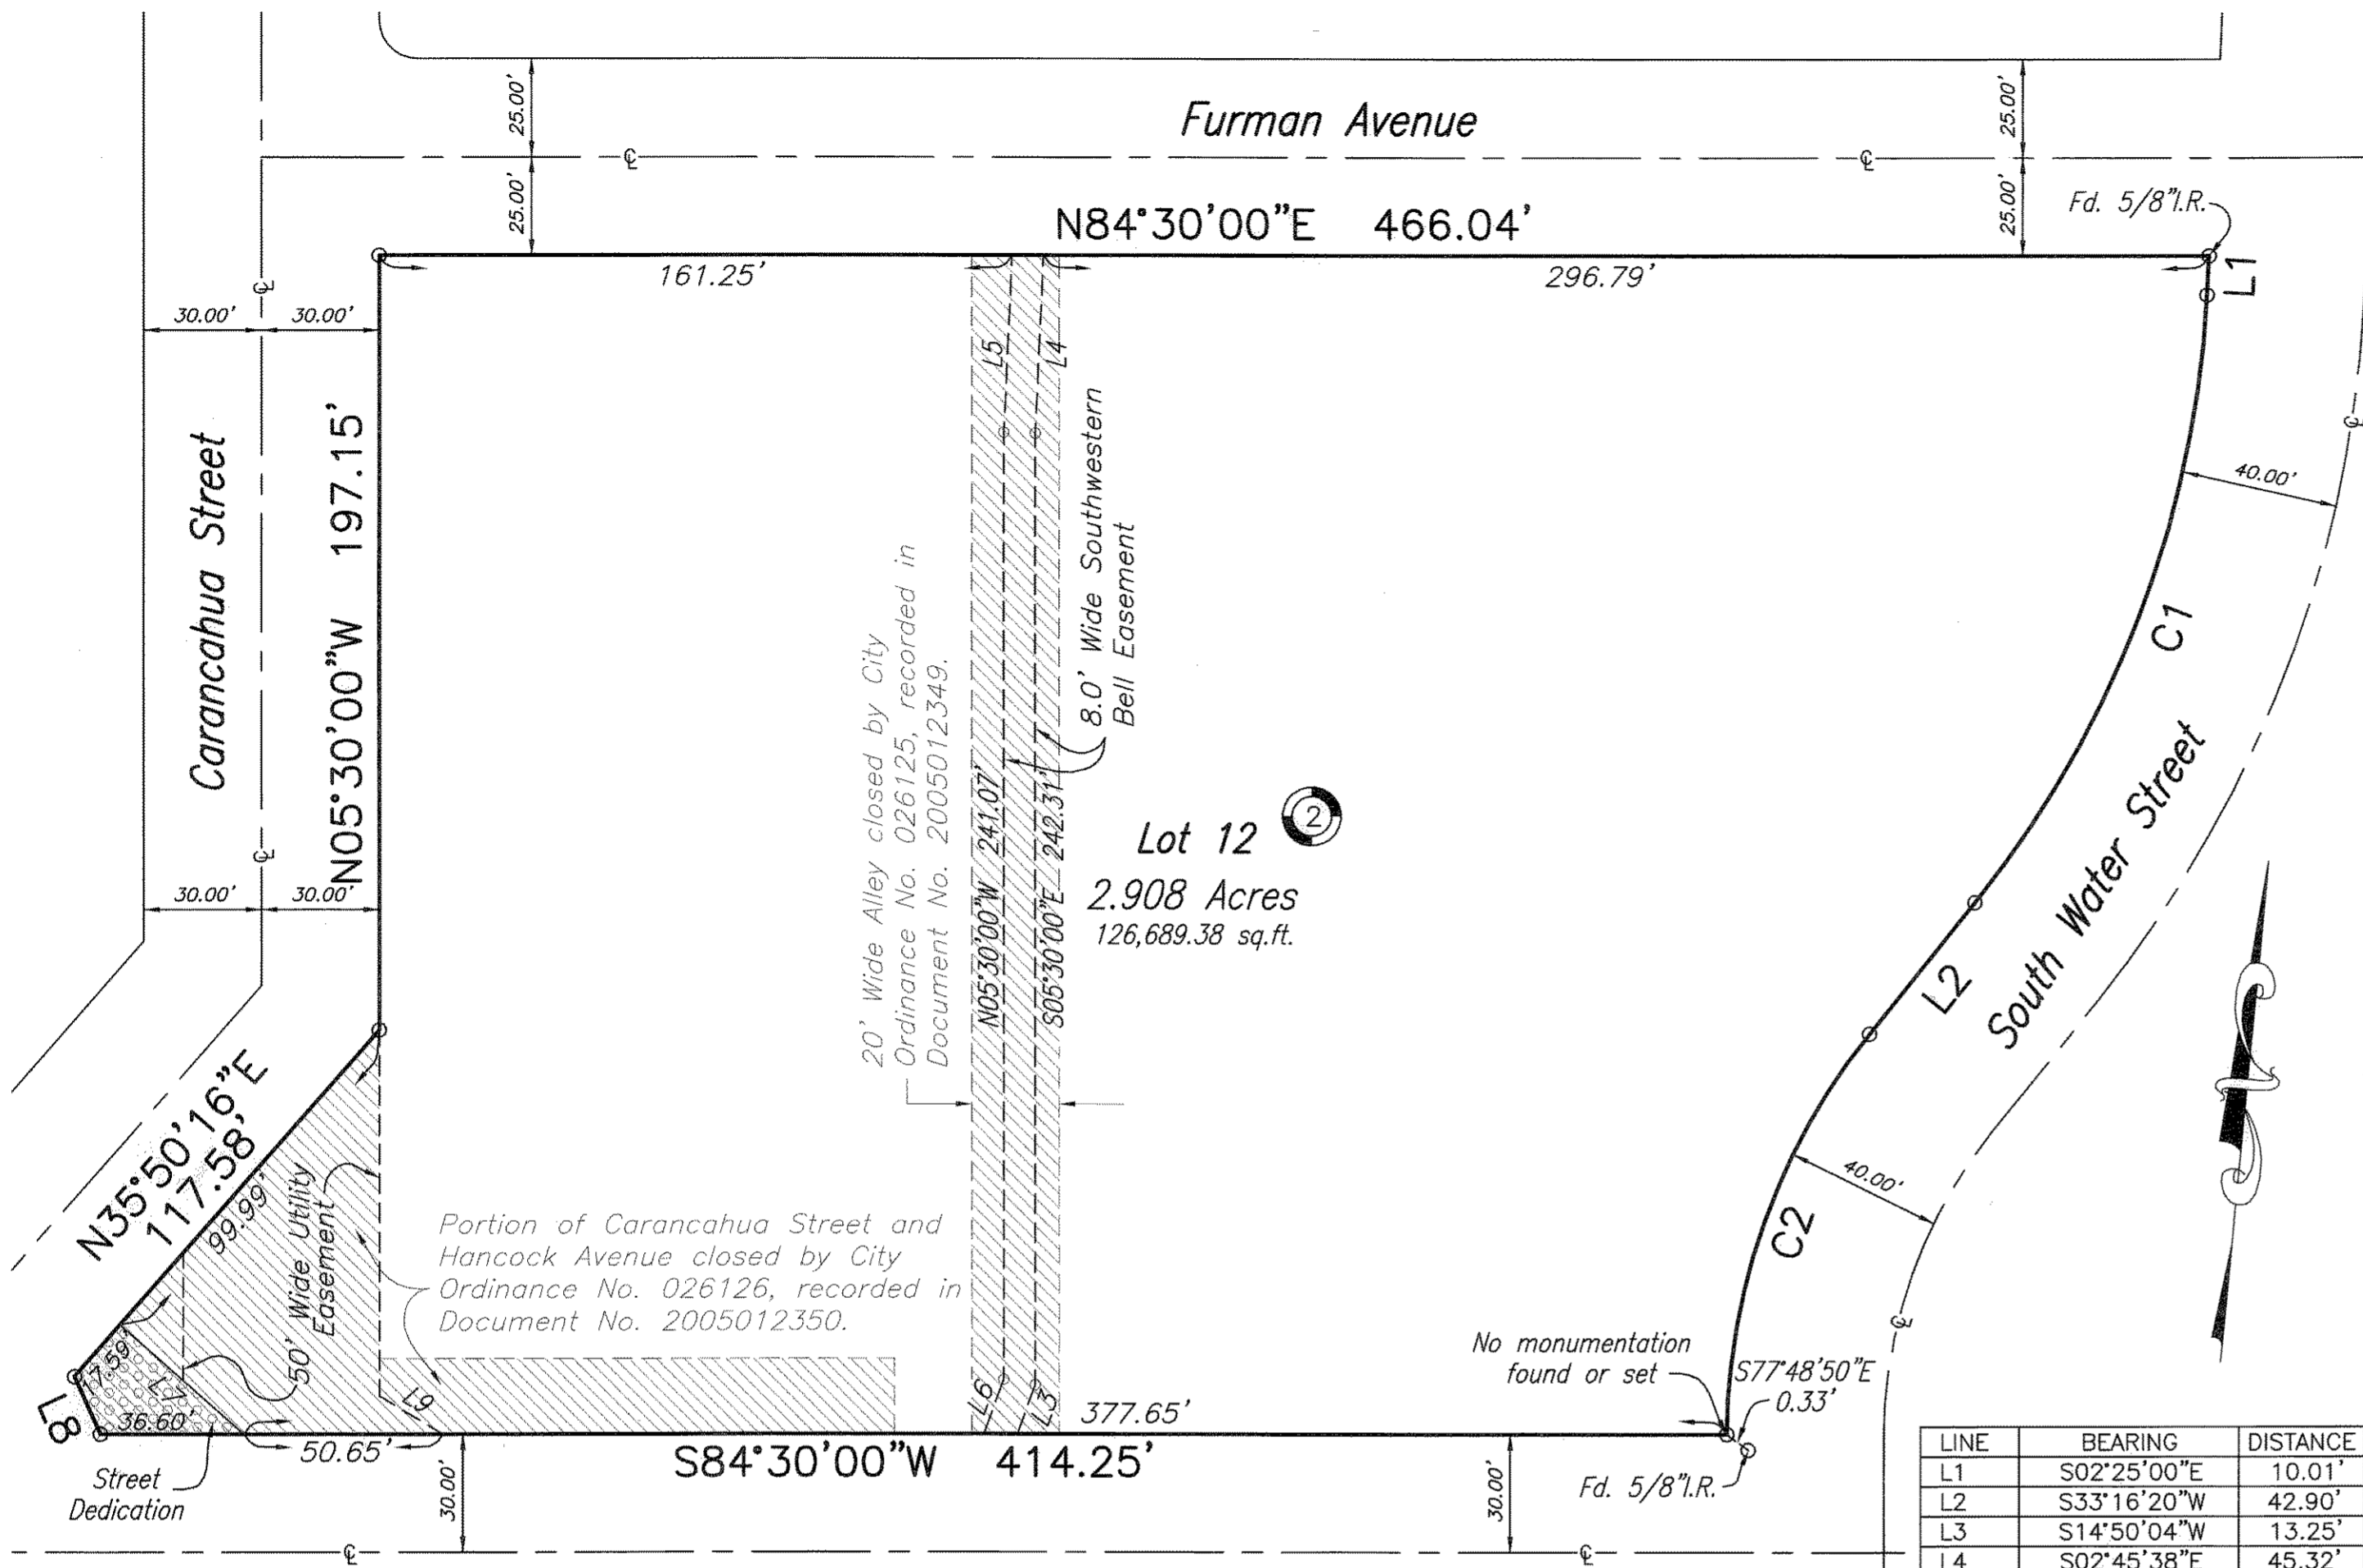 25.00'
25.00'
Furman Avenue
25.00'
25.00'
N84°30'00"E 466.04'
Fd. 5/8"I.R.
161.25'
296.79'
L1
30.00'
30.00'
L5
L4
Carancahua Street
N05°30'00"W 197.15'
8.0' Wide Southwestern
Bell Easement
40.00'
20' Wide Alley closed by City
Ordinance No. 026125, recorded in
Document No. 2005012349.
N05°30'00"W 241.07'
S05°30'00"E 242.31'
C1
Lot 12
2
2.908 Acres
126,689.38 sq.ft.
30.00'
30.00'
L2
South Water Street
N35°50'16"E
117.58'
99.99'
50' Wide Utility
Easement
Portion of Carancahua Street and
Hancock Avenue closed by City
Ordinance No. 026126, recorded in
Document No. 2005012350.
40.00'
C2
No monumentation
found or set
S77°48'50"E
0.33'
17.59'
L7
L9
L6
L3
L8
36.60'
50.65'
377.65'
S84°30'00"W 414.25'
Street
Dedication
30.00'
30.00'
Fd. 5/8"I.R.
LINE BEARING DISTANCE
L1 S02°25'00"E 10.01'
L2 S33°16'20"W 42.90'
L3 S14°50'04"W 13.25'
L4 S02°45'38"E 45.32'